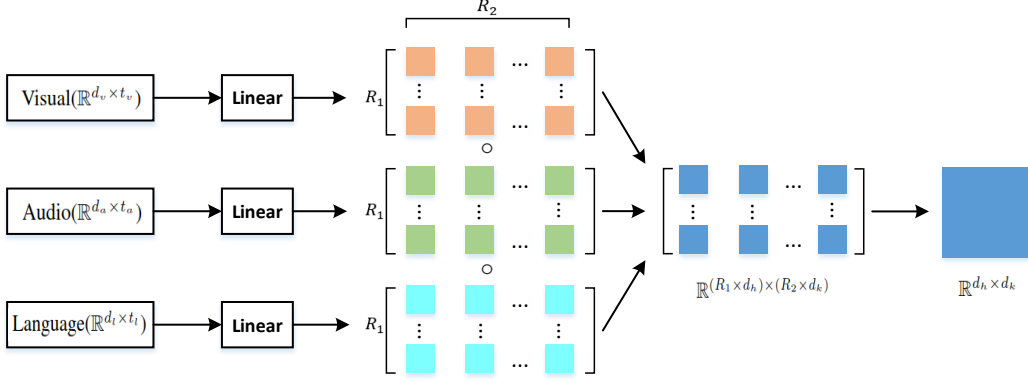 R₂
Visual(ℝ^{d_v×t_v})
Linear
R₁
...
⋮ ⋮ ⋮
...
○
Audio(ℝ^{d_a×t_a})
Linear
R₁
...
⋮ ⋮ ⋮
...
○
Language(ℝ^{d_l×t_l})
Linear
R₁
...
⋮ ⋮ ⋮
...
...
⋮ ⋮ ⋮
...
ℝ^{(R₁×d_h)×(R₂×d_k)}
ℝ^{d_h×d_k}